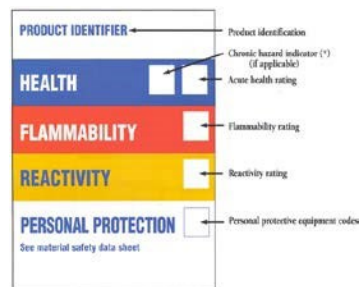 PRODUCT IDENTIFIER
Product identification
Chronic hazard indicator (*)
(if applicable)
HEALTH
Acute health rating
FLAMMABILITY
Flammability rating
REACTIVITY
Reactivity rating
PERSONAL PROTECTION
Personal protective equipment codes
See material safety data sheet